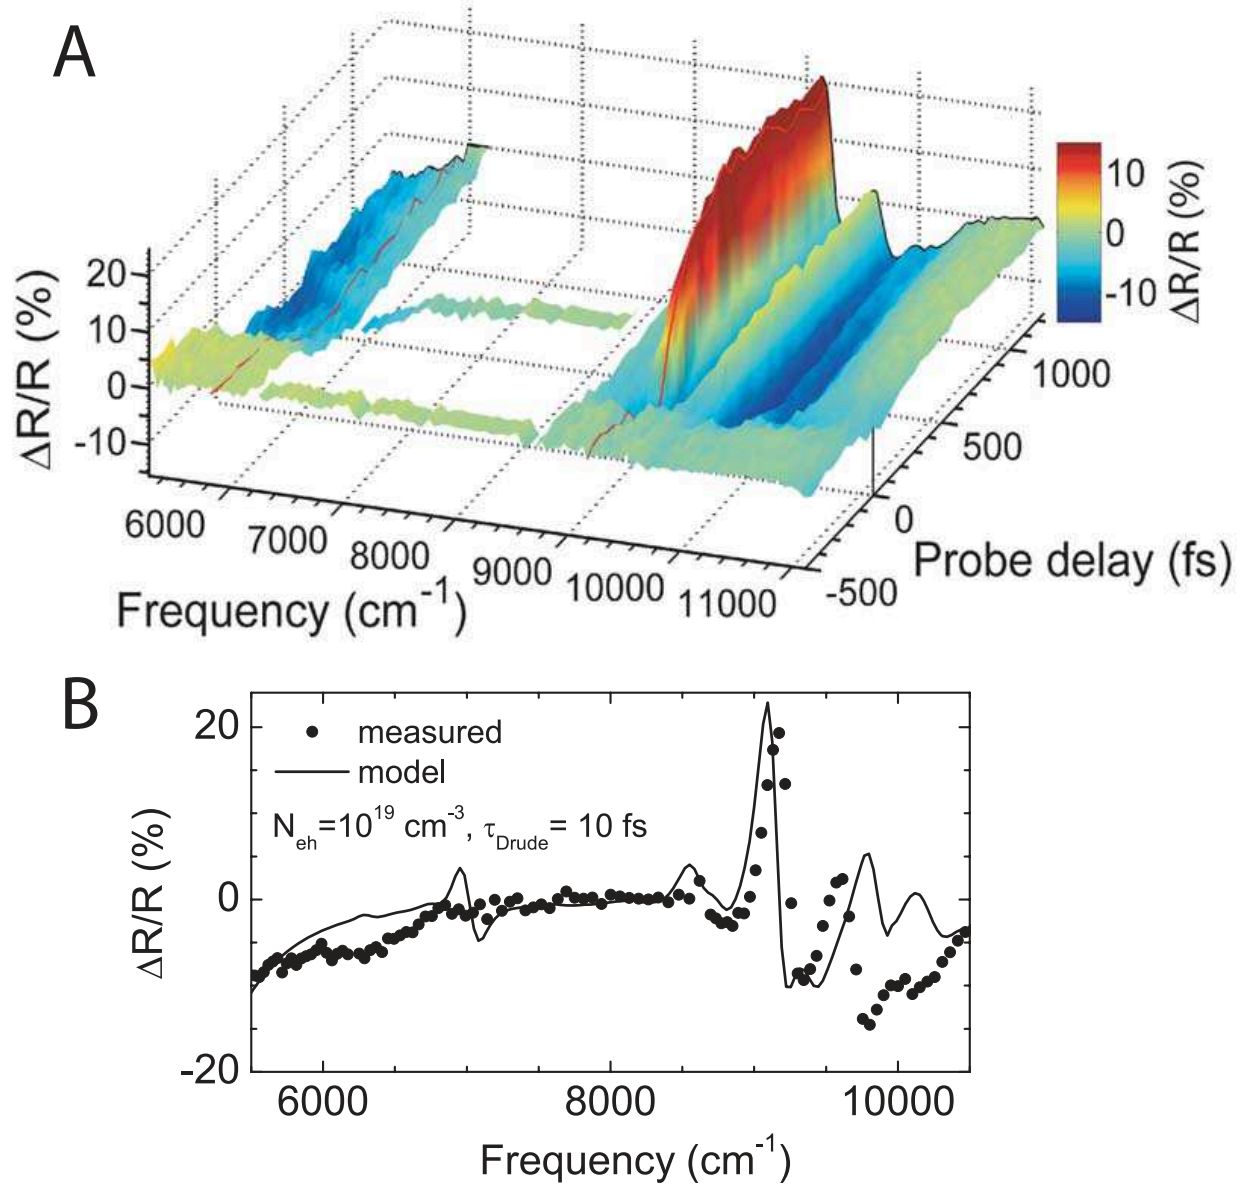 A
20
10
0
-10
ΔR/R (%)
10
0
-10
ΔR/R (%)
6000
7000
8000
9000
10000
11000
Frequency (cm⁻¹)
-500
0
500
1000
Probe delay (fs)
B
measured
model
N_eh=10¹⁹ cm⁻³, τ_Drude= 10 fs
20
0
-20
ΔR/R (%)
6000
8000
10000
Frequency (cm⁻¹)